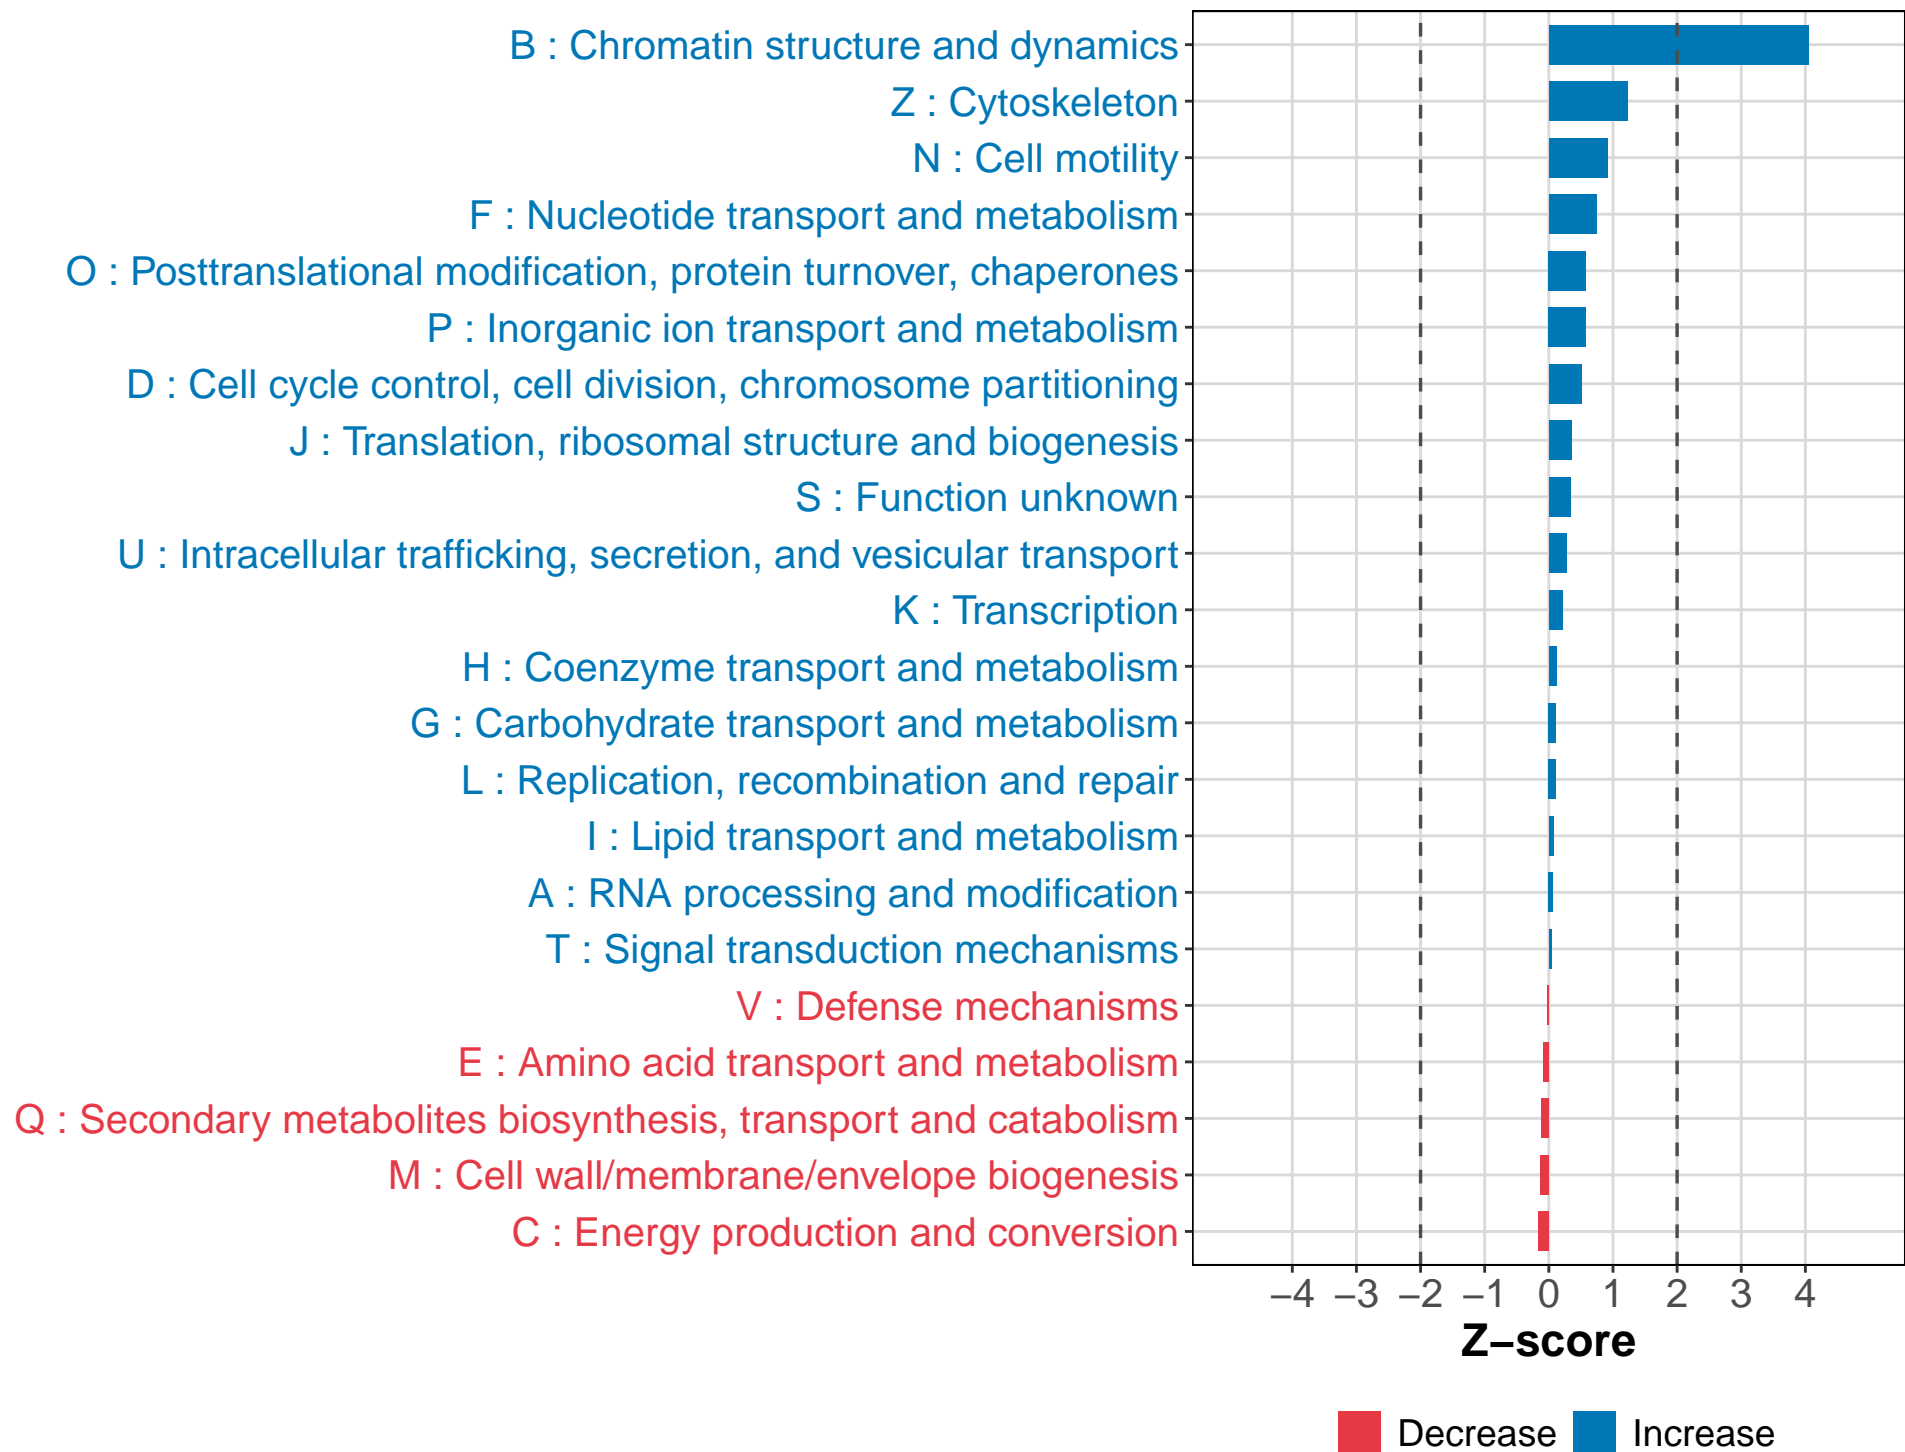 B : Chromatin structure and dynamics
Z : Cytoskeleton
N : Cell motility
F : Nucleotide transport and metabolism
O : Posttranslational modification, protein turnover, chaperones
P : Inorganic ion transport and metabolism
D : Cell cycle control, cell division, chromosome partitioning
J : Translation, ribosomal structure and biogenesis
S : Function unknown
U : Intracellular trafficking, secretion, and vesicular transport
K : Transcription
H : Coenzyme transport and metabolism
G : Carbohydrate transport and metabolism
L : Replication, recombination and repair
I : Lipid transport and metabolism
A : RNA processing and modification
T : Signal transduction mechanisms
V : Defense mechanisms
E : Amino acid transport and metabolism
Q : Secondary metabolites biosynthesis, transport and catabolism
M : Cell wall/membrane/envelope biogenesis
C : Energy production and conversion
−4 −3 −2 −1 0 1 2 3 4
Z−score
Decrease Increase